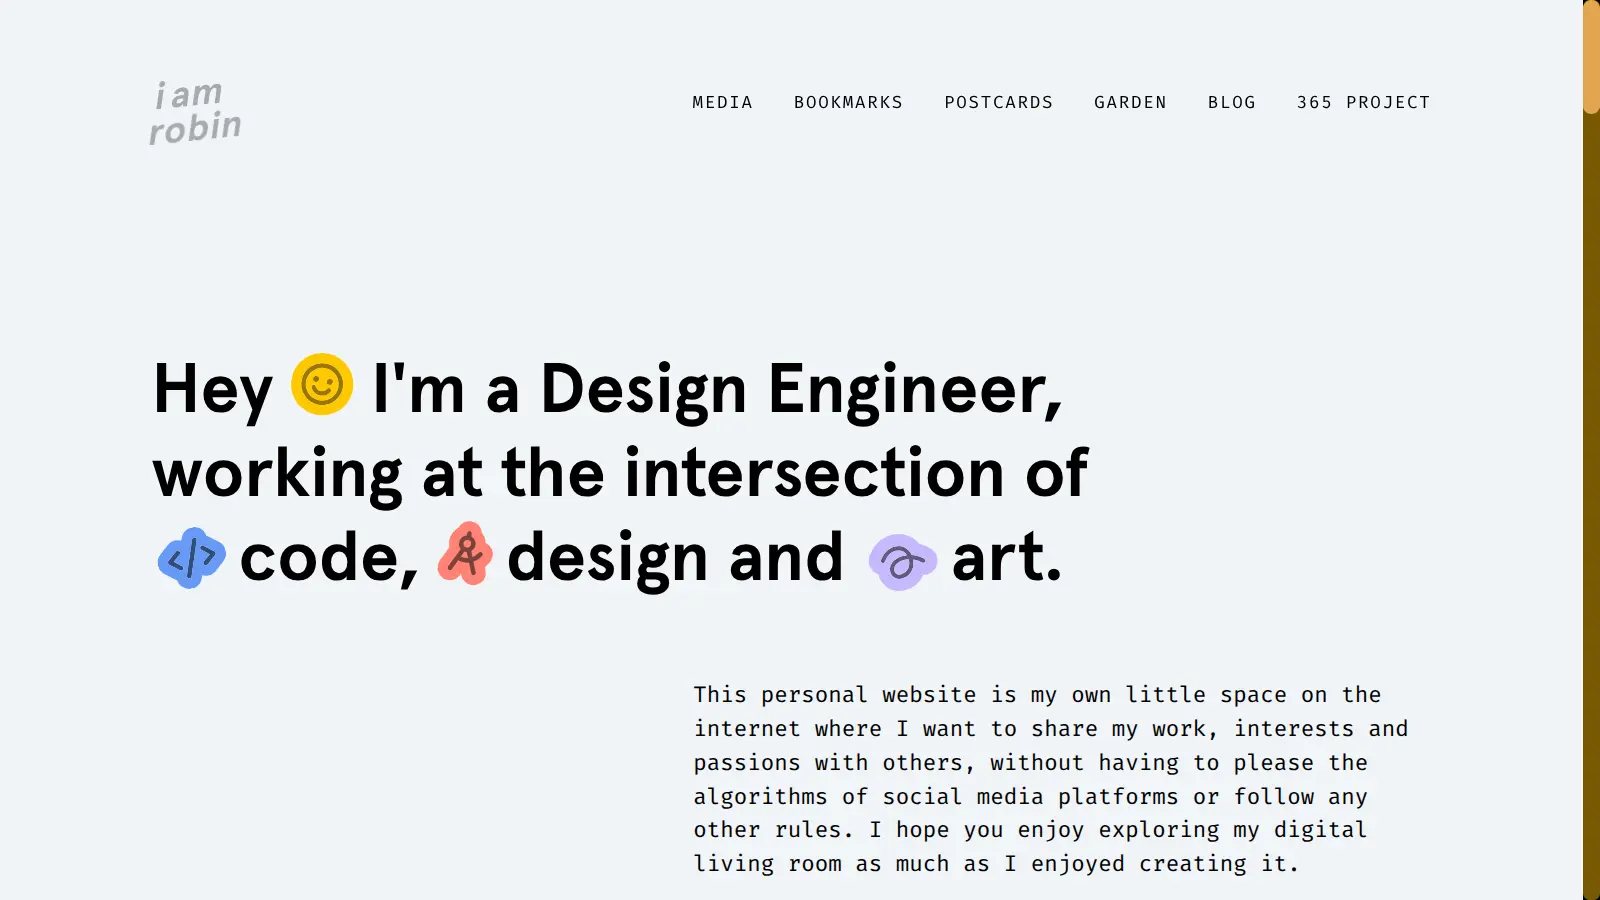 i am
robin
MEDIA BOOKMARKS POSTCARDS GARDEN BLOG 365 PROJECT
Hey I'm a Design Engineer,
working at the intersection of
code, design and art.
This personal website is my own little space on the
internet where I want to share my work, interests and
passions with others, without having to please the
algorithms of social media platforms or follow any
other rules. I hope you enjoy exploring my digital
living room as much as I enjoyed creating it.